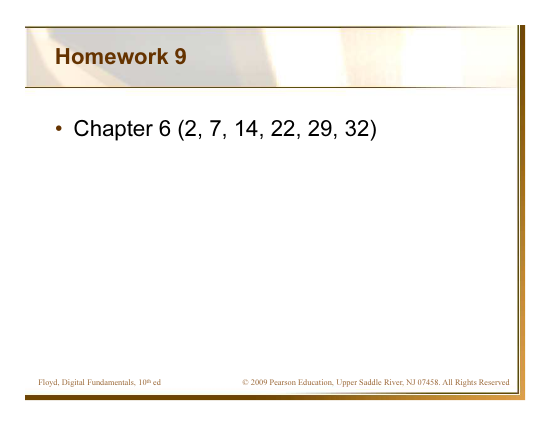 Homework 9
• Chapter 6 (2, 7, 14, 22, 29, 32)
Floyd, Digital Fundamentals, 10th ed
© 2009 Pearson Education, Upper Saddle River, NJ 07458. All Rights Reserved